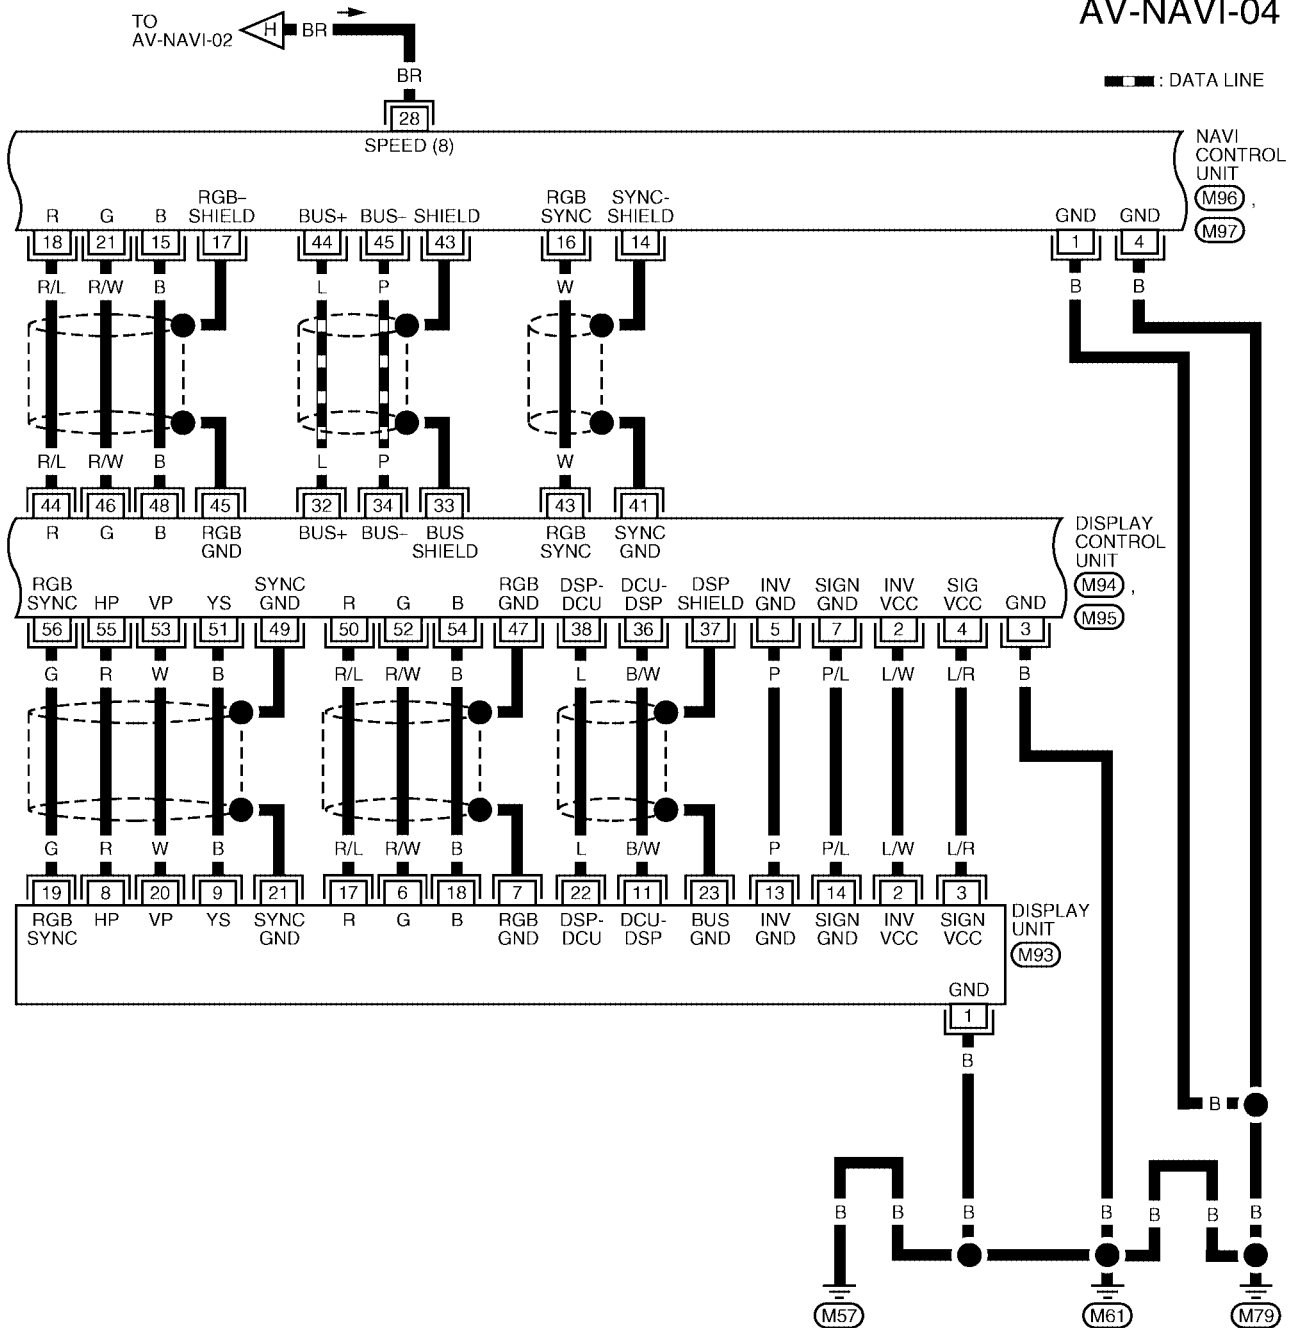 AV-NAVI-04
TO
AV-NAVI-02
H
BR
BR
: DATA LINE
28
SPEED (8)
NAVI
CONTROL
UNIT
M96 ,
M97
R G B RGB– SHIELD BUS+ BUS– SHIELD RGB SYNC SYNC- SHIELD GND GND
18 21 15 17 44 45 43 16 14 1 4
R/L R/W B L P W B B
R/L R/W B L P W
44 46 48 45 32 34 33 43 41
R G B RGB GND BUS+ BUS– BUS SHIELD RGB SYNC SYNC GND
DISPLAY
CONTROL
UNIT
M94 ,
M95
RGB SYNC HP VP YS SYNC GND R G B RGB GND DSP- DCU DCU- DSP DSP SHIELD INV GND SIGN GND INV VCC SIG VCC GND
56 55 53 51 49 50 52 54 47 38 36 37 5 7 2 4 3
G R W B R/L R/W B L B/W P P/L L/W L/R B
G R W B R/L R/W B L B/W P P/L L/W L/R
19 8 20 9 21 17 6 18 7 22 11 23 13 14 2 3
RGB SYNC HP VP YS SYNC GND R G B RGB GND DSP- DCU DCU- DSP BUS GND INV GND SIGN GND INV VCC SIGN VCC
DISPLAY
UNIT
M93
GND
1
B
B
B B B B B B B
M57 M61 M79